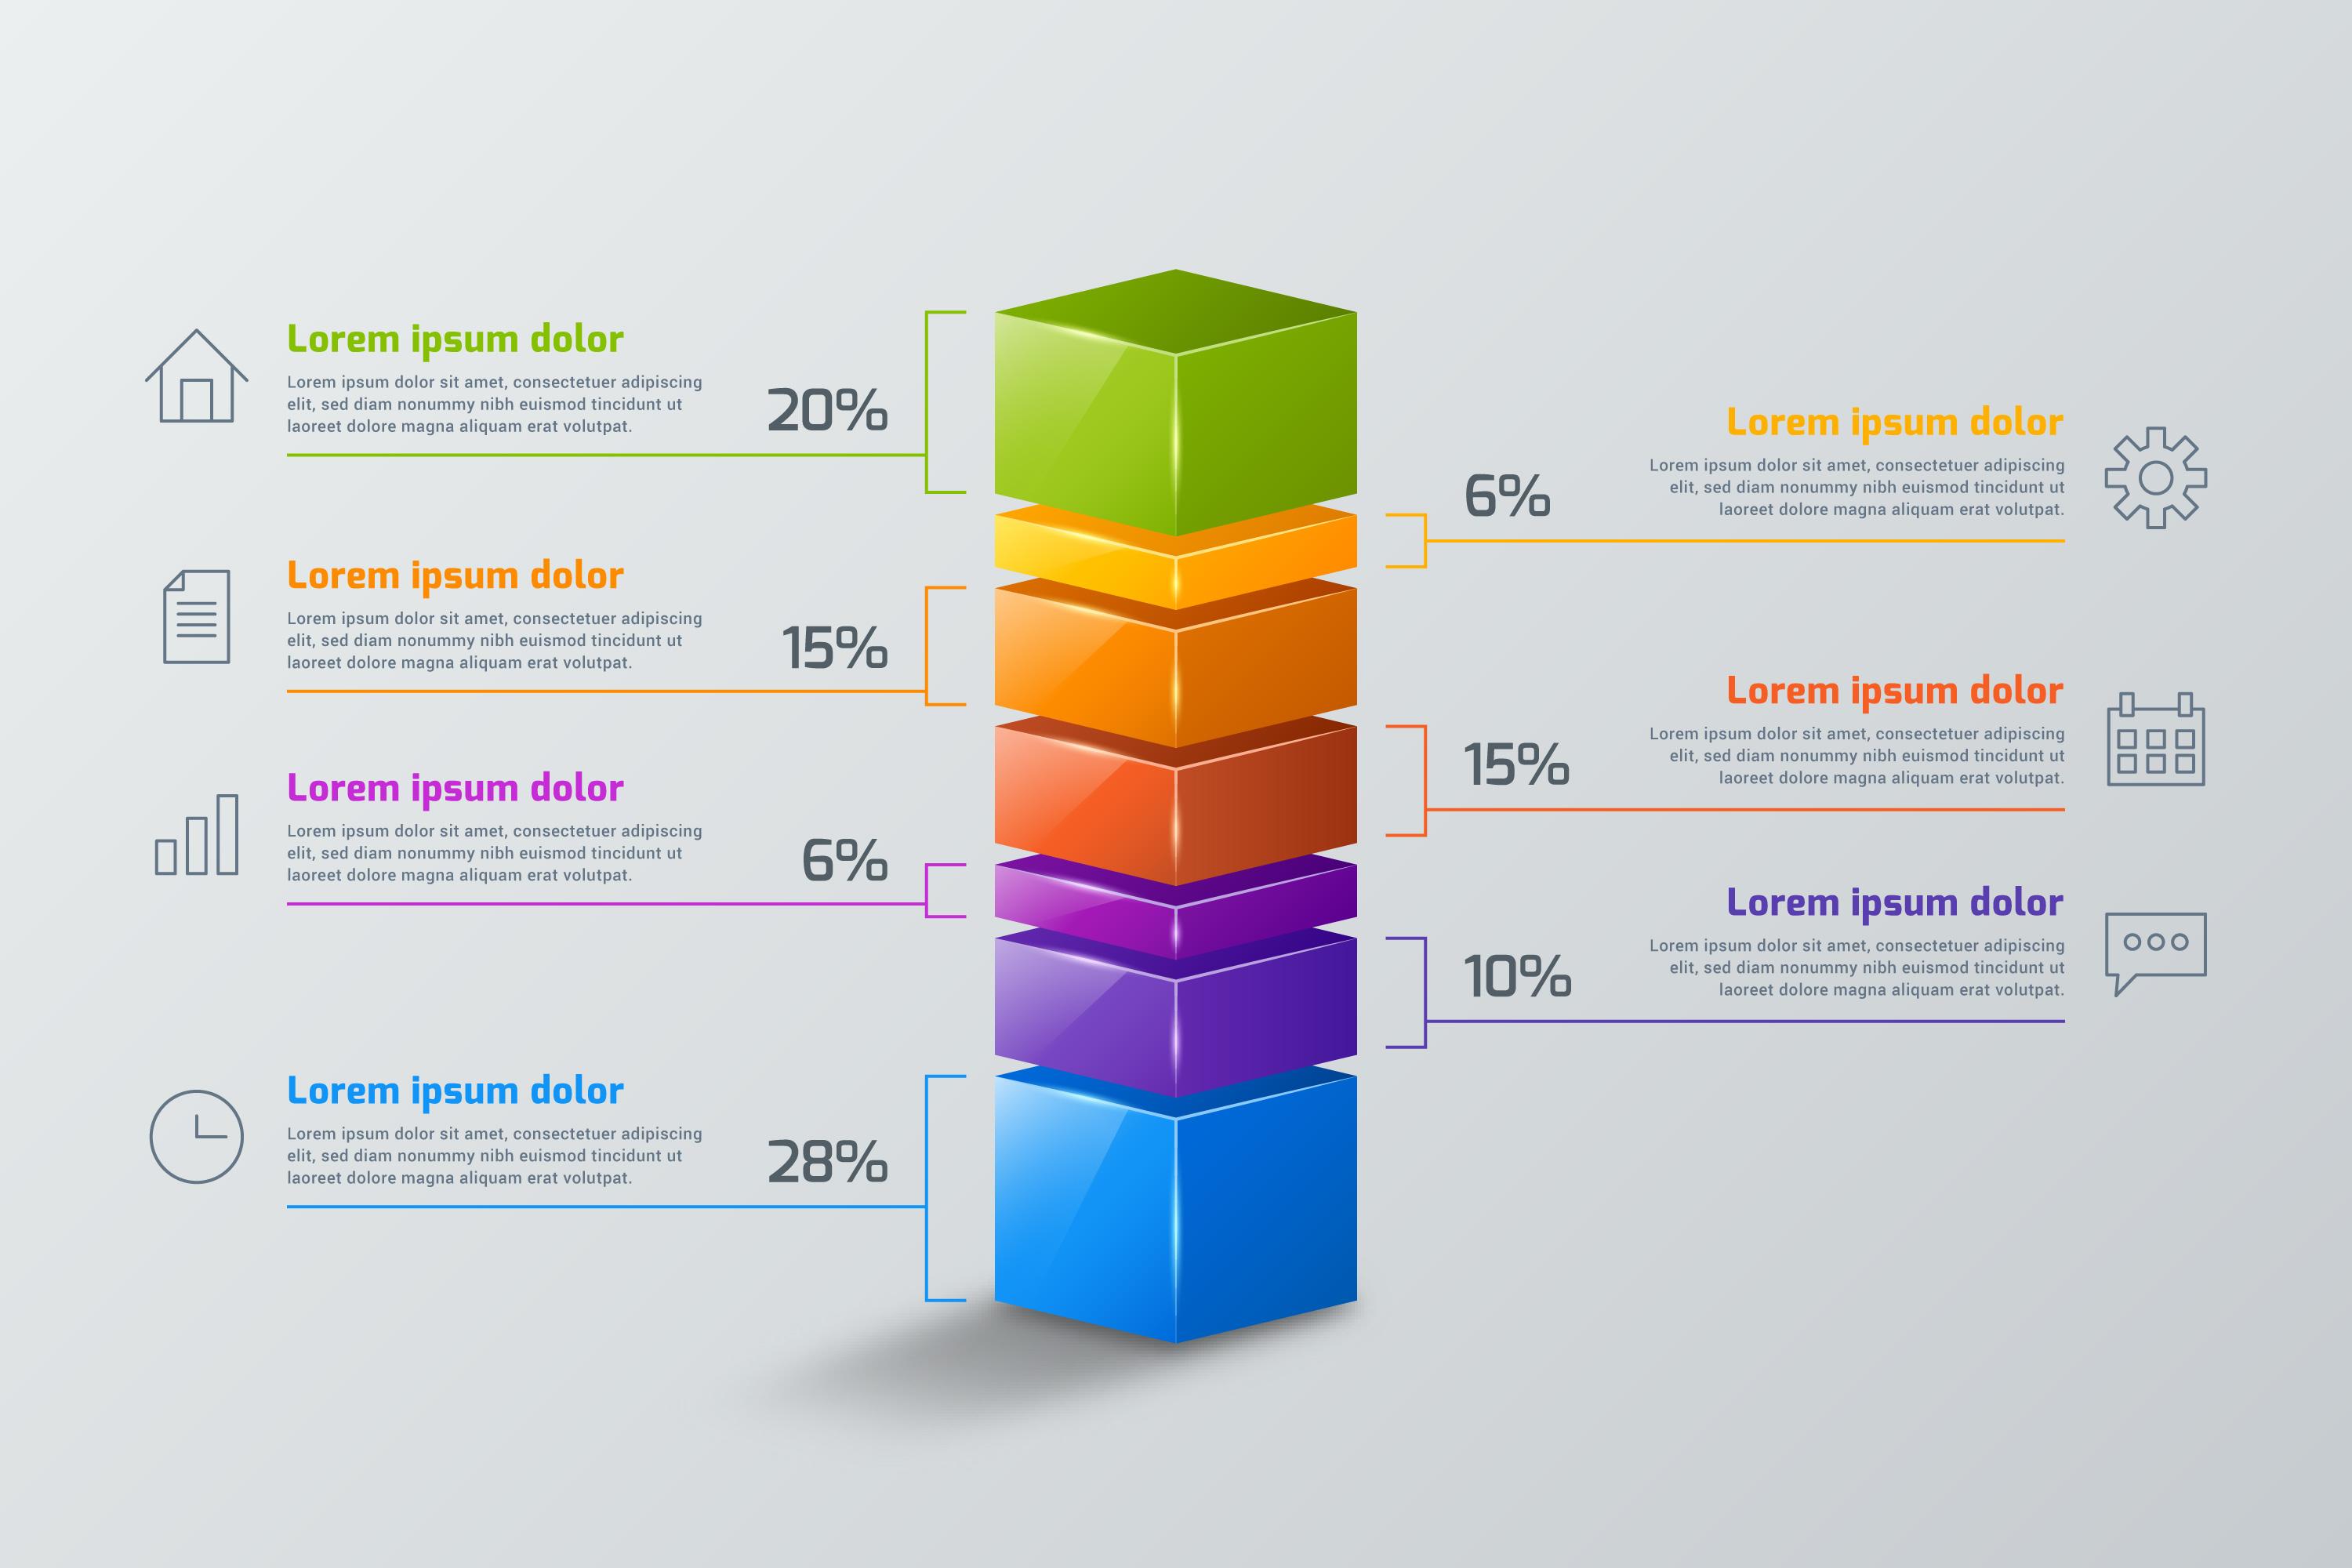 Lorem ipsum dolor
Lorem ipsum dolor sit amet, consectetuer adipiscing
elit, sed diam nonummy nibh euismod tincidunt ut
laoreet dolore magna aliquam erat volutpat.
20%
Lorem ipsum dolor
Lorem ipsum dolor sit amet, consectetuer adipiscing
elit, sed diam nonummy nibh euismod tincidunt ut
laoreet dolore magna aliquam erat volutpat.
15%
Lorem ipsum dolor
Lorem ipsum dolor sit amet, consectetuer adipiscing
elit, sed diam nonummy nibh euismod tincidunt ut
laoreet dolore magna aliquam erat volutpat.
6%
Lorem ipsum dolor
Lorem ipsum dolor sit amet, consectetuer adipiscing
elit, sed diam nonummy nibh euismod tincidunt ut
laoreet dolore magna aliquam erat volutpat.
28%
Lorem ipsum dolor
Lorem ipsum dolor sit amet, consectetuer adipiscing
elit, sed diam nonummy nibh euismod tincidunt ut
laoreet dolore magna aliquam erat volutpat.
6%
Lorem ipsum dolor
Lorem ipsum dolor sit amet, consectetuer adipiscing
elit, sed diam nonummy nibh euismod tincidunt ut
laoreet dolore magna aliquam erat volutpat.
15%
Lorem ipsum dolor
Lorem ipsum dolor sit amet, consectetuer adipiscing
elit, sed diam nonummy nibh euismod tincidunt ut
laoreet dolore magna aliquam erat volutpat.
10%